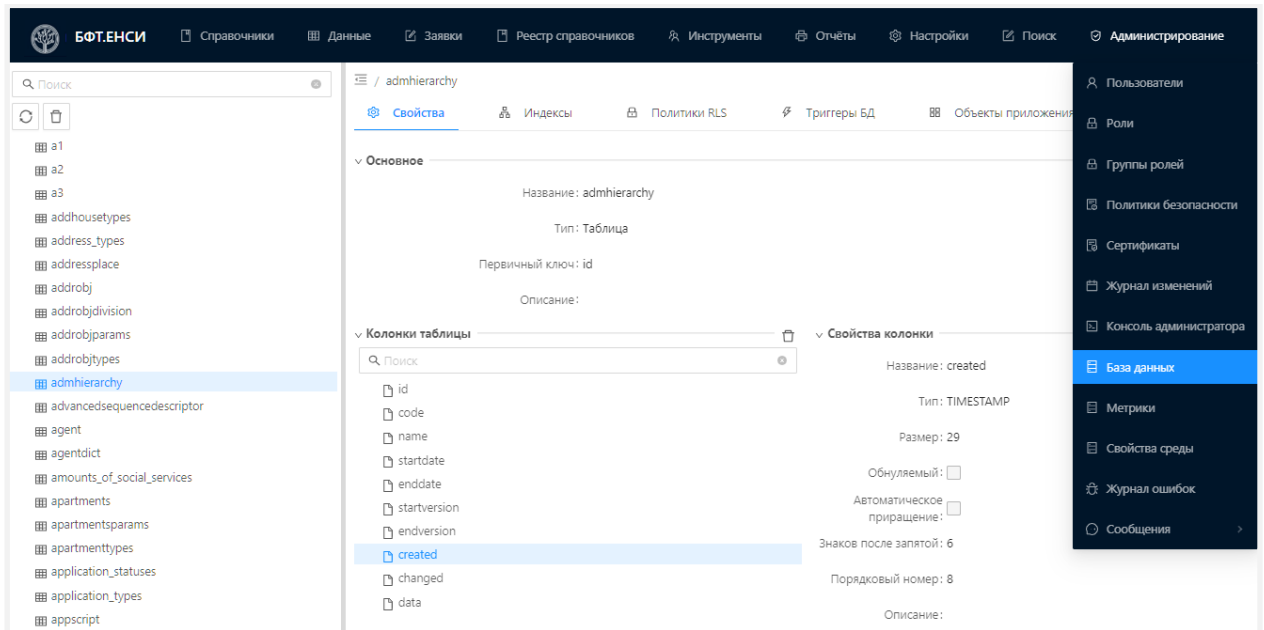 БФТ.ЕНСИ
Справочники
Данные
Заявки
Реестр справочников
Инструменты
Отчёты
Настройки
Поиск
Администрирование
Поиск
a1
a2
a3
addhousetypes
address_types
addressplace
addrobj
addrobjdivision
addrobjparams
addrobjtypes
admhierarchy
advancedsequencedescriptor
agent
agentdict
amounts_of_social_services
apartments
apartmentsparams
apartmenttypes
application_statuses
application_types
appscript
/ admhierarchy
Свойства
Индексы
Политики RLS
Триггеры БД
Объекты приложения
Основное
Название: admhierarchy
Тип: Таблица
Первичный ключ: id
Описание:
Колонки таблицы
Поиск
id
code
name
startdate
enddate
startversion
endversion
created
changed
data
Свойства колонки
Название: created
Тип: TIMESTAMP
Размер: 29
Обнуляемый:
Автоматическое
приращение:
Знаков после запятой: 6
Порядковый номер: 8
Описание:
Пользователи
Роли
Группы ролей
Политики безопасности
Сертификаты
Журнал изменений
Консоль администратора
База данных
Метрики
Свойства среды
Журнал ошибок
Сообщения